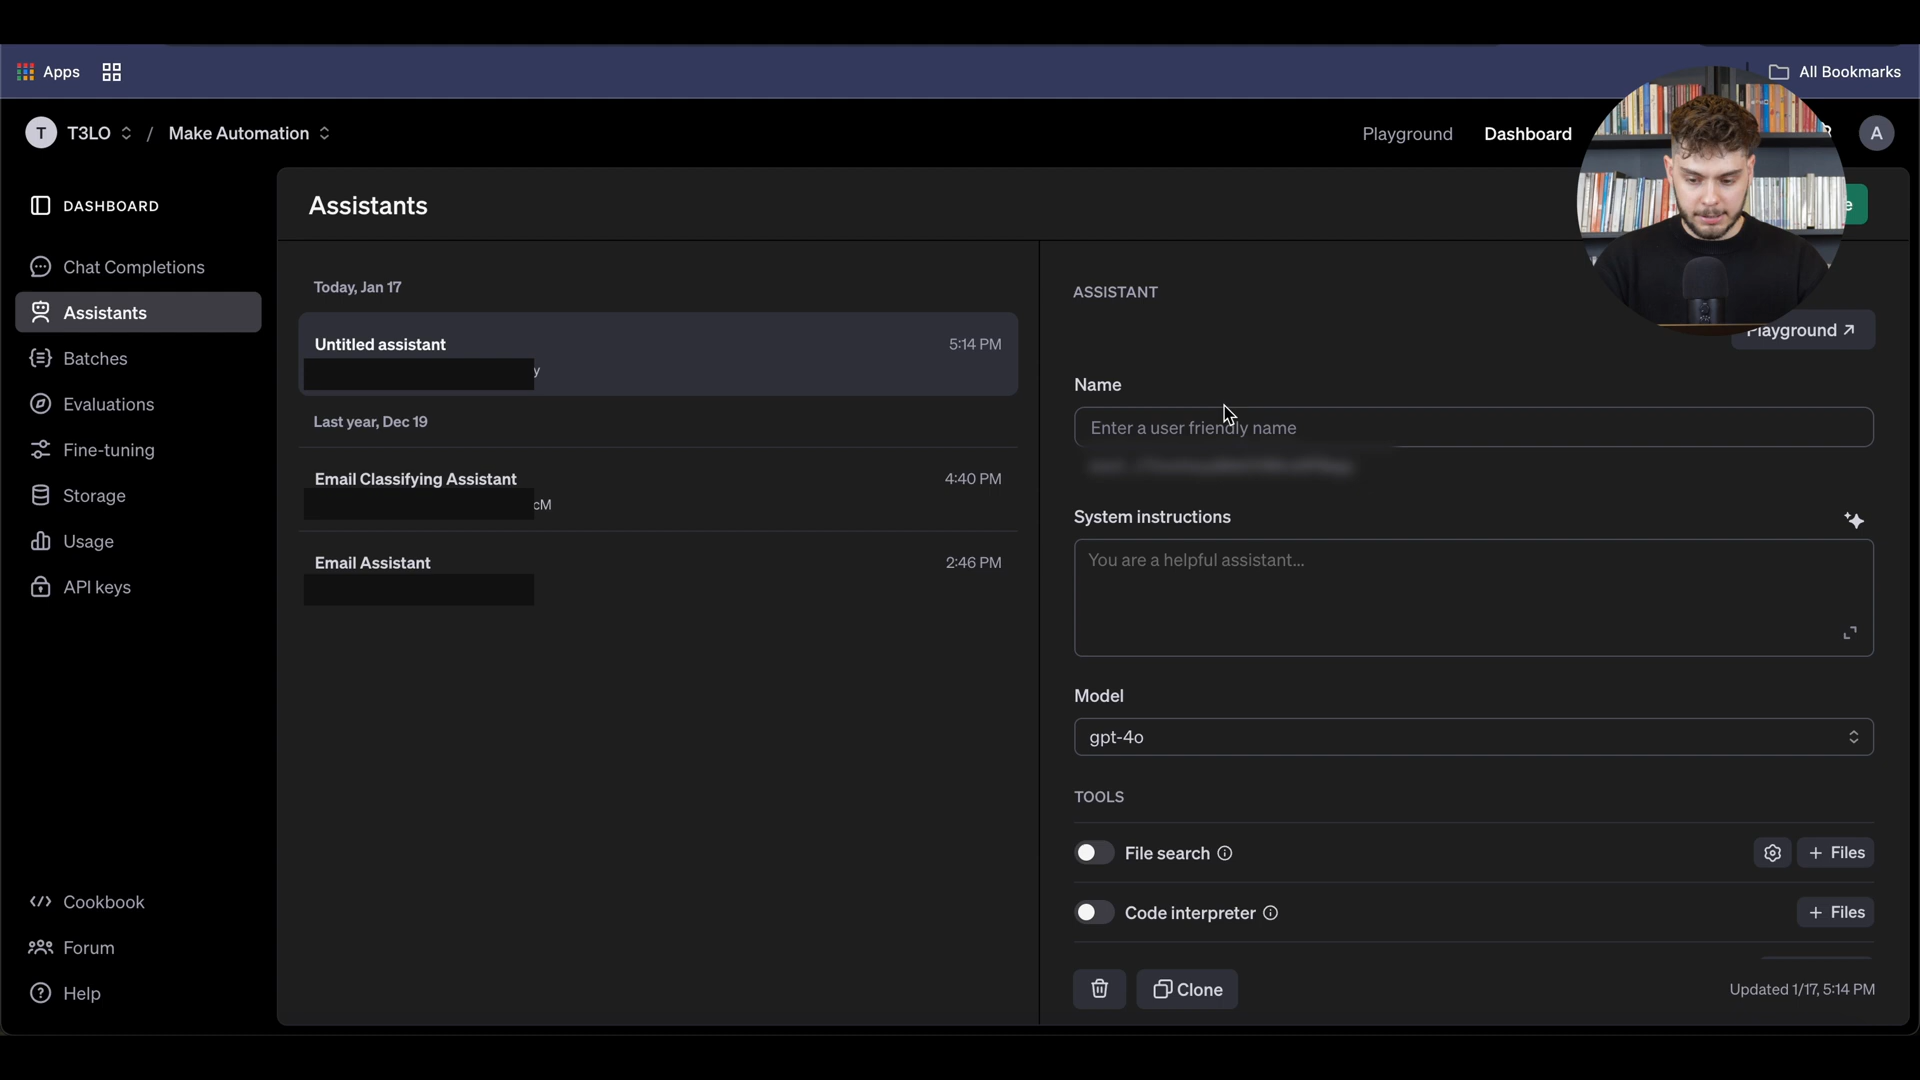 Apps
All Bookmarks
T T3LO / Make Automation
Playground Dashboard
A
DASHBOARD
Chat Completions
Assistants
Batches
Evaluations
Fine-tuning
Storage
Usage
API keys
Cookbook
Forum
Help
Assistants
Today, Jan 17
Untitled assistant 5:14 PM
y
Last year, Dec 19
Email Classifying Assistant 4:40 PM
cM
Email Assistant 2:46 PM
ASSISTANT
Playground
Name
Enter a user friendly name
System instructions
You are a helpful assistant...
Model
gpt-4o
TOOLS
File search
+ Files
Code interpreter
+ Files
Clone
Updated 1/17, 5:14 PM